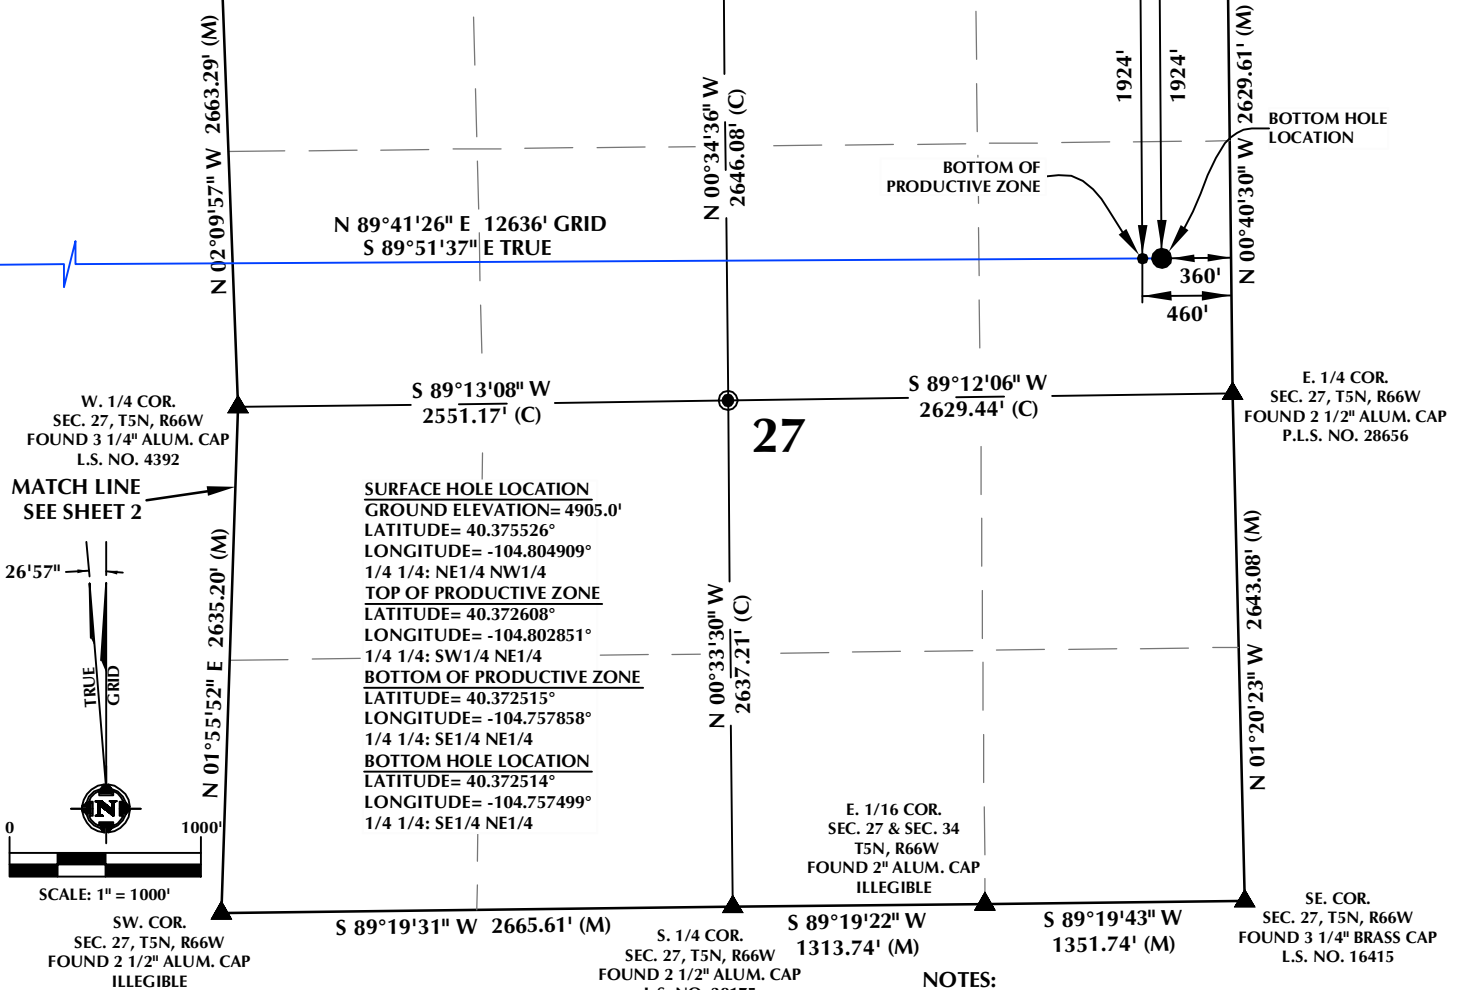 N 02°09'57" W 2663.29' (M)
N 00°34'36" W
2646.08' (C)
1924'
1924'
N 00°40'30" W 2629.61' (M)
BOTTOM HOLE
LOCATION
BOTTOM OF
PRODUCTIVE ZONE
N 89°41'26" E 12636' GRID
S 89°51'37" E TRUE
360'
460'
W. 1/4 COR.
SEC. 27, T5N, R66W
FOUND 3 1/4" ALUM. CAP
L.S. NO. 4392
S 89°13'08" W
2551.17' (C)
S 89°12'06" W
2629.44' (C)
E. 1/4 COR.
SEC. 27, T5N, R66W
FOUND 2 1/2" ALUM. CAP
P.L.S. NO. 28656
27
MATCH LINE
SEE SHEET 2
SURFACE HOLE LOCATION
GROUND ELEVATION= 4905.0'
LATITUDE= 40.375526°
LONGITUDE= -104.804909°
1/4 1/4: NE1/4 NW1/4
TOP OF PRODUCTIVE ZONE
LATITUDE= 40.372608°
LONGITUDE= -104.802851°
1/4 1/4: SW1/4 NE1/4
BOTTOM OF PRODUCTIVE ZONE
LATITUDE= 40.372515°
LONGITUDE= -104.757858°
1/4 1/4: SE1/4 NE1/4
BOTTOM HOLE LOCATION
LATITUDE= 40.372514°
LONGITUDE= -104.757499°
1/4 1/4: SE1/4 NE1/4
26'57"
TRUE
GRID
N
0 1000'
SCALE: 1" = 1000'
N 01°55'52" E 2635.20' (M)
N 00°33'30" W
2637.21' (C)
N 01°20'23" W 2643.08' (M)
E. 1/16 COR.
SEC. 27 & SEC. 34
T5N, R66W
FOUND 2" ALUM. CAP
ILLEGIBLE
SW. COR.
SEC. 27, T5N, R66W
FOUND 2 1/2" ALUM. CAP
ILLEGIBLE
S 89°19'31" W 2665.61' (M)
S. 1/4 COR.
SEC. 27, T5N, R66W
FOUND 2 1/2" ALUM. CAP
S 89°19'22" W
1313.74' (M)
S 89°19'43" W
1351.74' (M)
SE. COR.
SEC. 27, T5N, R66W
FOUND 3 1/4" BRASS CAP
L.S. NO. 16415
NOTES: